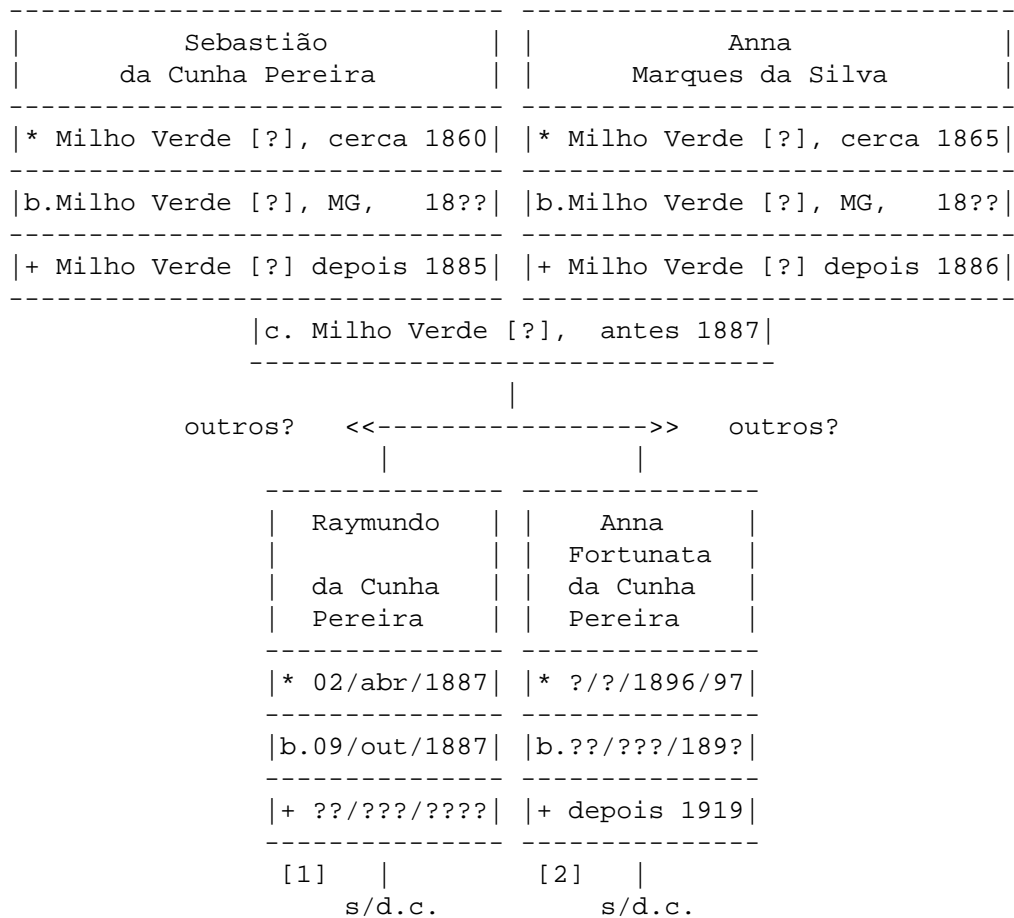 ------------------------------- -------------------------------
|          Sebastião          | |            Anna             |
|      da Cunha Pereira       | |      Marques da Silva       |
------------------------------- -------------------------------
|* Milho Verde [?], cerca 1860| |* Milho Verde [?], cerca 1865|
------------------------------- -------------------------------
|b.Milho Verde [?], MG,   18??| |b.Milho Verde [?], MG,   18??|
------------------------------- -------------------------------
|+ Milho Verde [?] depois 1885| |+ Milho Verde [?] depois 1886|
------------------------------- -------------------------------
               |c. Milho Verde [?],  antes 1887|
               ---------------------------------
                               |
           outros?   <<----------------->>   outros?
                       |               |
                --------------- ---------------
                |  Raymundo   | |    Anna     |
                |             | |  Fortunata  |
                |  da Cunha   | |  da Cunha   |
                |  Pereira    | |  Pereira    |
                --------------- ---------------
                |* 02/abr/1887| |* ?/?/1896/97|
                --------------- ---------------
                |b.09/out/1887| |b.??/???/189?|
                --------------- ---------------
                |+ ??/???/????| |+ depois 1919|
                --------------- ---------------
                 [1]   |         [2]   |
                     s/d.c.          s/d.c.